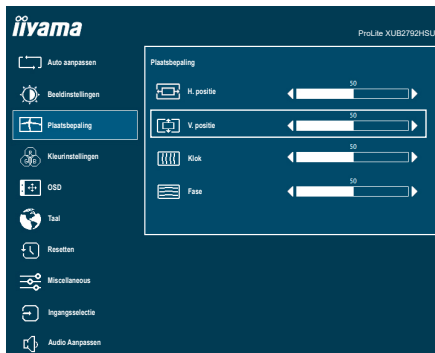 iiyama
ProLite XUB2792HSU
Auto aanpassen
Beeldinstellingen
Plaatsbepaling
Kleurinstellingen
OSD
Taal
Resetten
Miscellaneous
Ingangsselectie
Audio Aanpassen
Plaatsbepaling
H. positie
50
V. positie
50
Klok
50
Fase
50